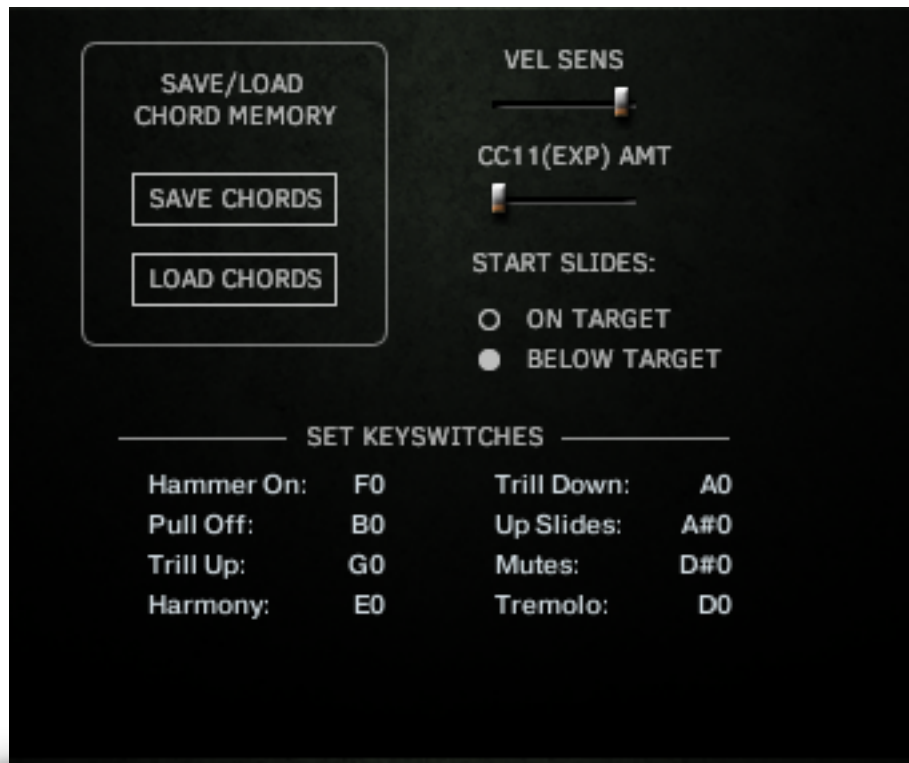 SAVE/LOAD
CHORD MEMORY
SAVE CHORDS
LOAD CHORDS
VEL SENS
CC11(EXP) AMT
START SLIDES:
ON TARGET
BELOW TARGET
SET KEYSWITCHES
Hammer On: F0
Pull Off: B0
Trill Up: G0
Harmony: E0
Trill Down: A0
Up Slides: A#0
Mutes: D#0
Tremolo: D0